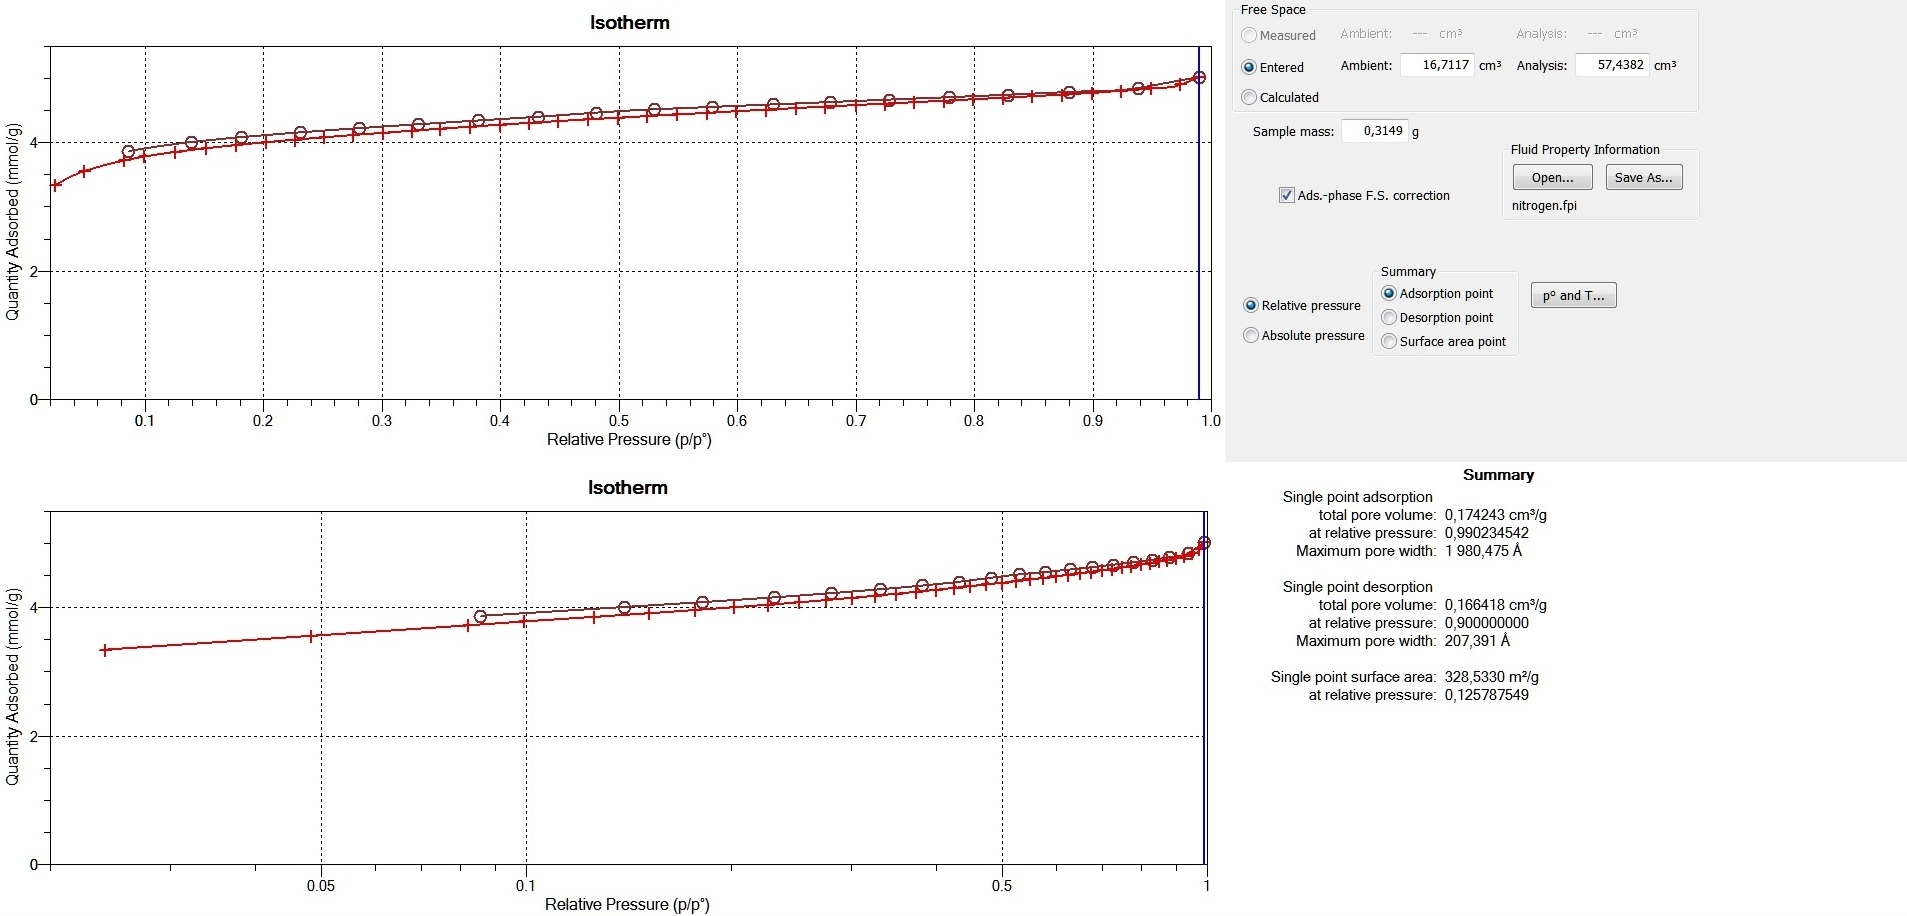 Isotherm
Quantity Adsorbed (mmol/g)
4
2
0
0.1 0.2 0.3 0.4 0.5 0.6 0.7 0.8 0.9 1.0
Relative Pressure (p/p°)
Free Space
Measured Ambient: --- cm³ Analysis: --- cm³
Entered Ambient: 16,7117 cm³ Analysis: 57,4382 cm³
Calculated
Sample mass: 0,3149 g
Fluid Property Information
Open... Save As...
Ads.-phase F.S. correction
nitrogen.fpi
Summary
Adsorption point
Relative pressure
p° and T...
Desorption point
Absolute pressure
Surface area point
Isotherm
Quantity Adsorbed (mmol/g)
4
2
0
0.05 0.1 0.5 1
Relative Pressure (p/p°)
Summary
Single point adsorption
total pore volume: 0,174243 cm³/g
at relative pressure: 0,990234542
Maximum pore width: 1 980,475 Å
Single point desorption
total pore volume: 0,166418 cm³/g
at relative pressure: 0,900000000
Maximum pore width: 207,391 Å
Single point surface area: 328,5330 m²/g
at relative pressure: 0,125787549